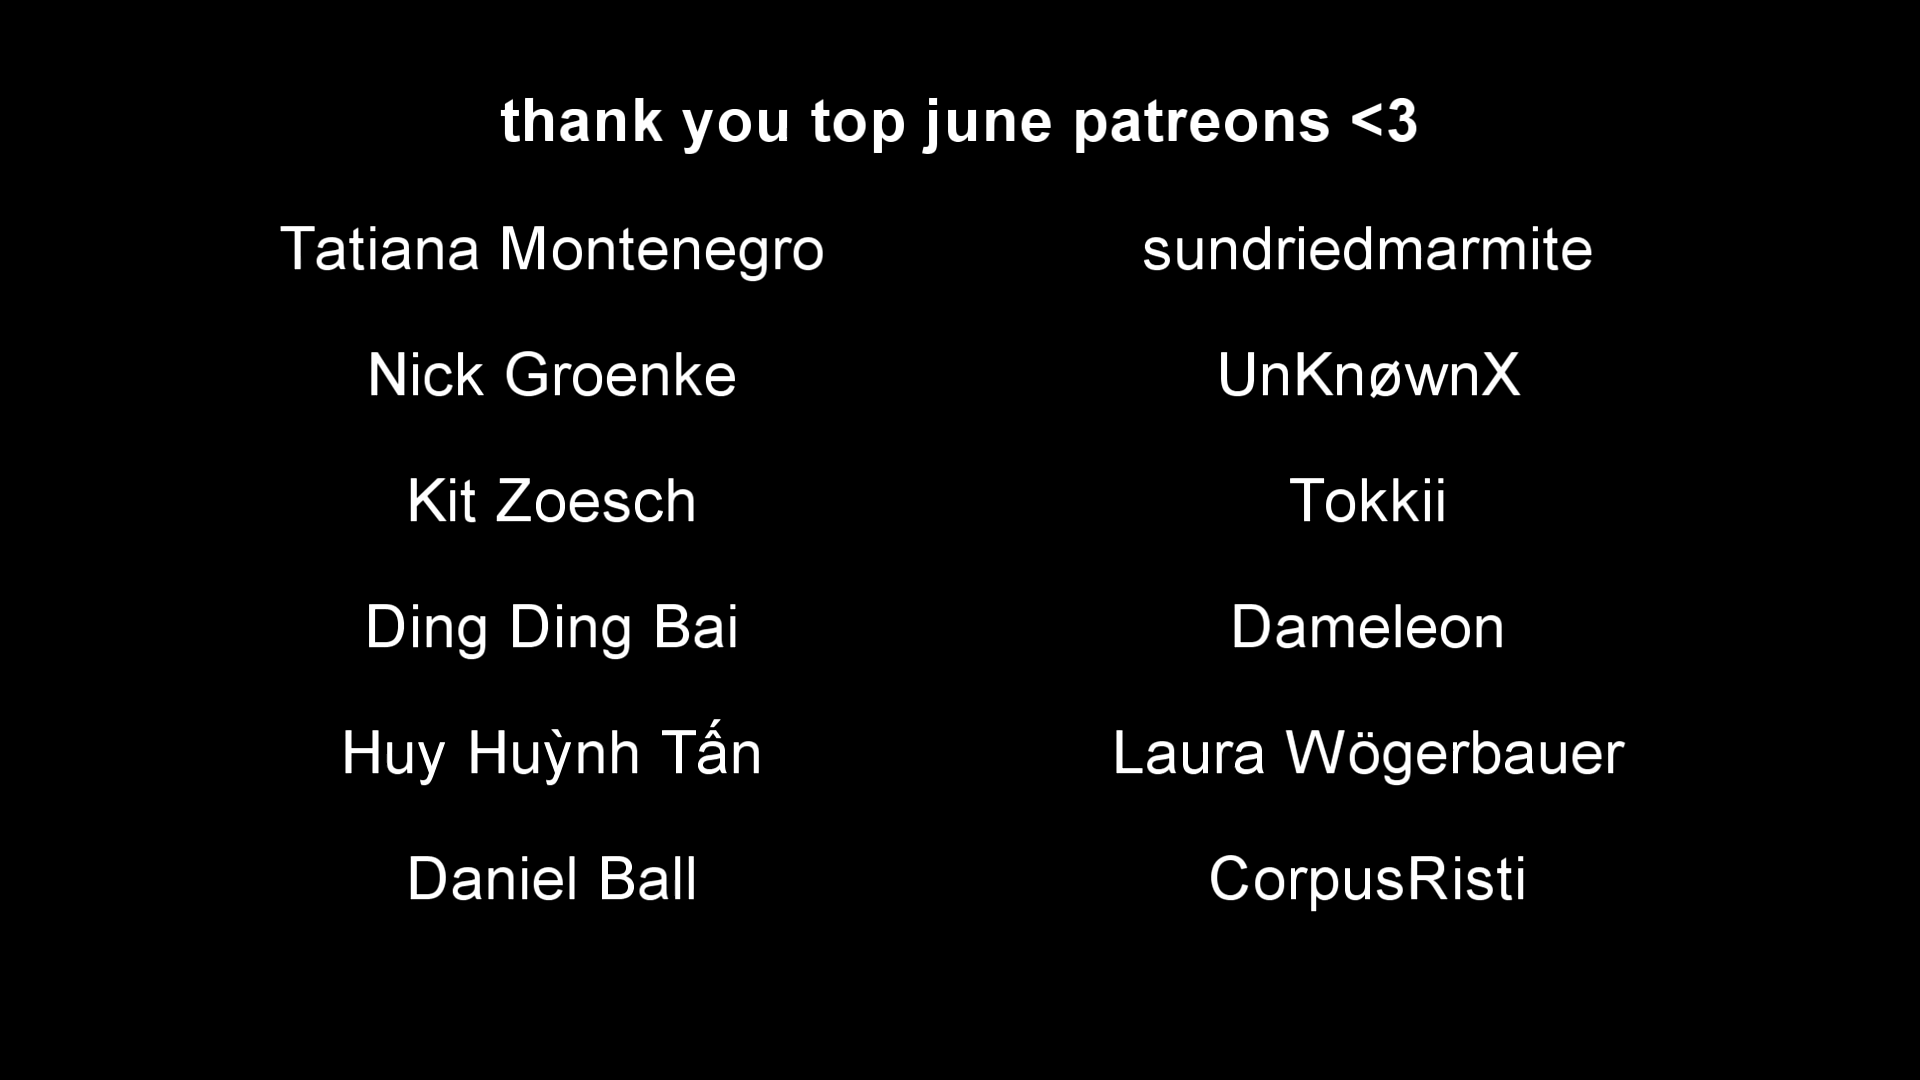 thank you top june patreons <3
Tatiana Montenegro
sundriedmarmite
Nick Groenke
UnKnøwnX
Kit Zoesch
Tokkii
Ding Ding Bai
Dameleon
Huy Huỳnh Tấn
Laura Wögerbauer
Daniel Ball
CorpusRisti